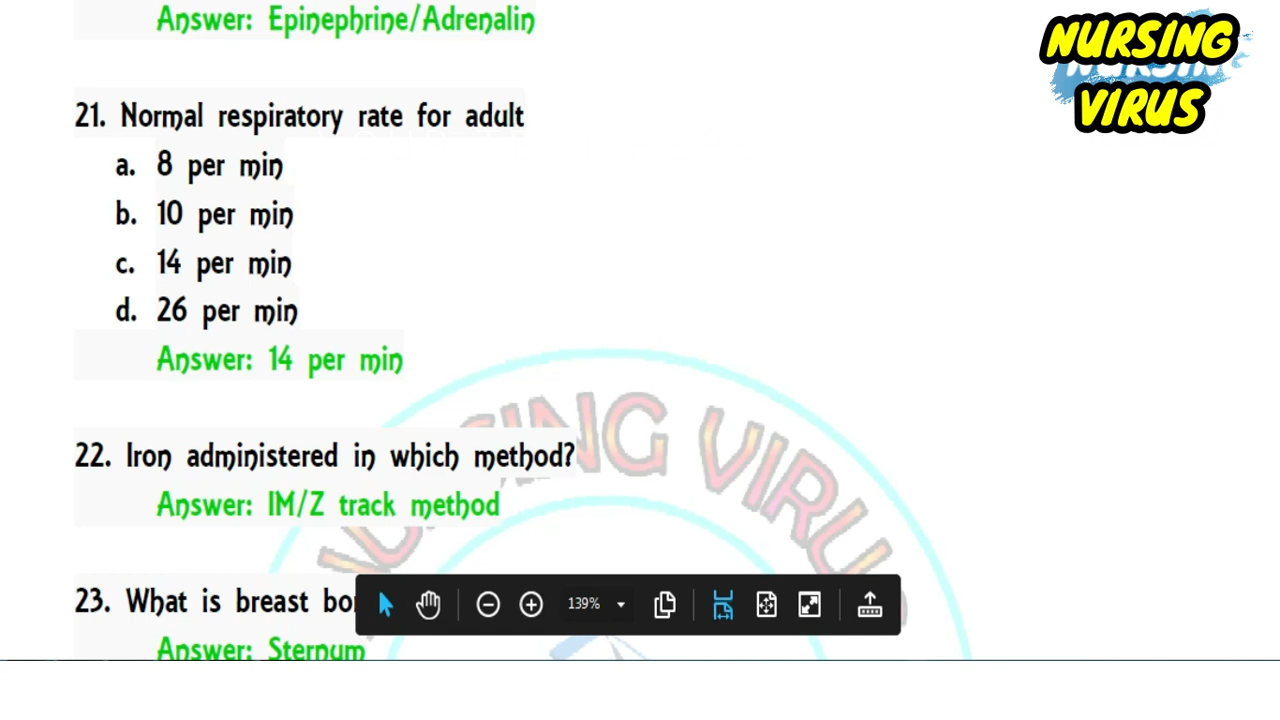 Answer: Epinephrine/Adrenalin
NURSING
VIRUS
21. Normal respiratory rate for adult
a. 8 per min
b. 10 per min
c. 14 per min
d. 26 per min
Answer: 14 per min
22. Iron administered in which method?
Answer: IM/Z track method
NURSING VIRUS
23. What is breast
139%
Answer: Sternum